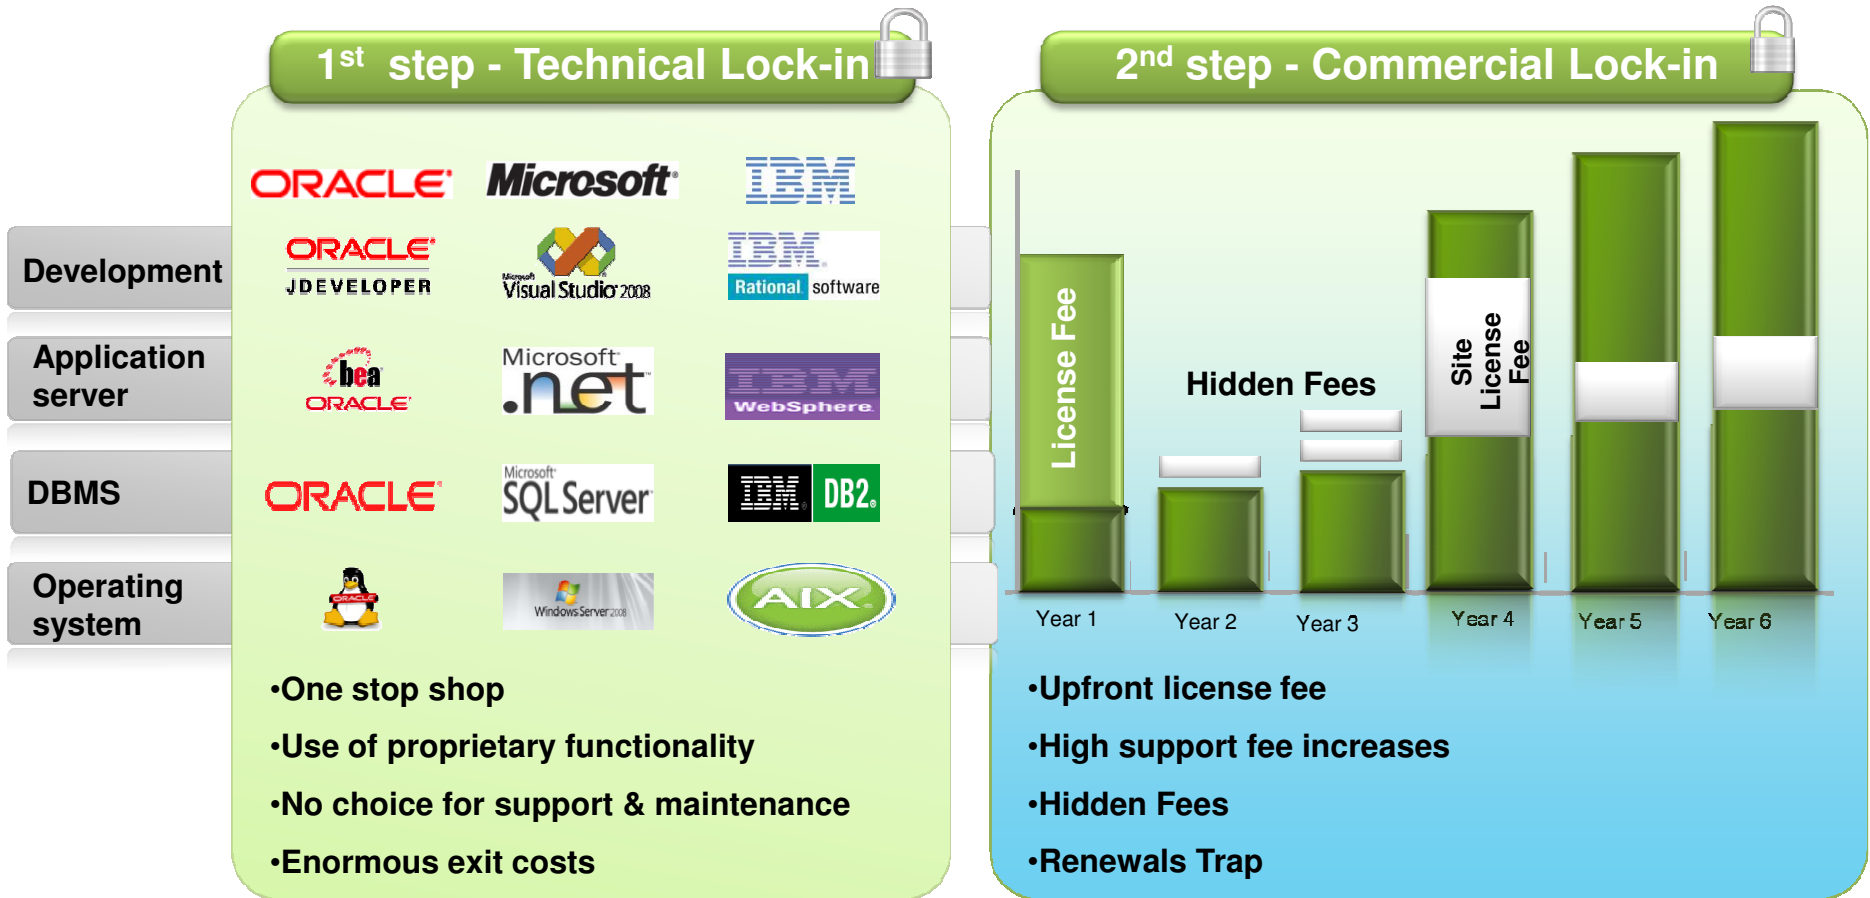 1st step - Technical Lock-in
ORACLE Microsoft® IBM
Development
ORACLE®
JDEVELOPER
Microsoft®
Visual Studio® 2008
IBM®
Rational® software
Application
server
bea
ORACLE®
Microsoft®
.net™
IBM
WebSphere®
DBMS
ORACLE®
Microsoft®
SQL Server™
IBM® DB2®
Operating
system
ORACLE
Windows Server 2008
AIX®
•One stop shop
•Use of proprietary functionality
•No choice for support & maintenance
•Enormous exit costs
2nd step - Commercial Lock-in
License Fee
Hidden Fees
Site
License
Fee
Year 1 Year 2 Year 3 Year 4 Year 5 Year 6
•Upfront license fee
•High support fee increases
•Hidden Fees
•Renewals Trap